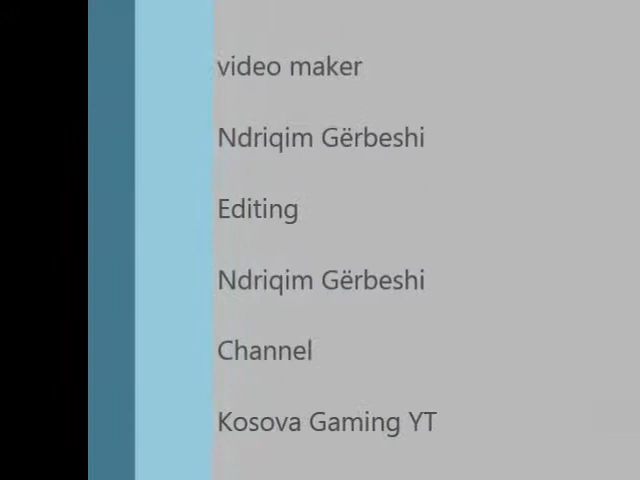 video maker
Ndriqim Gërbeshi
Editing
Ndriqim Gërbeshi
Channel
Kosova Gaming YT